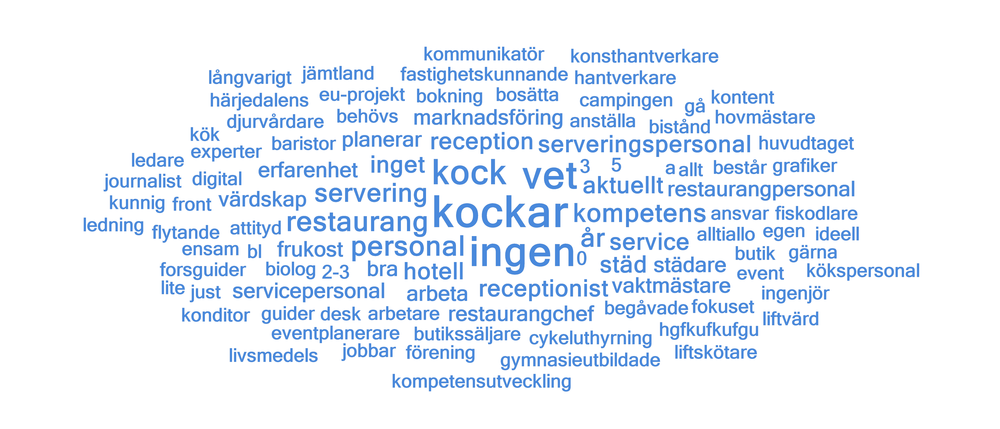 kommunikatör konsthantverkare
långvarigt jämtland fastighetskunnande hantverkare
härjedalens eu-projekt bokning bosätta campingen gå kontent
djurvårdare behövs marknadsföring anställa bistånd hovmästare
kök baristor planerar reception serveringspersonal huvudtaget
ledare experter erfarenhet inget kock vet 3 5 a allt består grafiker
journalist digital servering aktuellt restaurangpersonal
kunnig front värdskap kockar kompetens ansvar fiskodlare
ledning flytande attityd restaurang år service alltiallo egen ideell
ensam bl frukost personal ingen 0 butik gärna
forsguider biolog 2-3 bra hotell städ städare event kökspersonal
lite just servicepersonal arbeta receptionist vaktmästare ingenjör
konditor guider desk arbetare restaurangchef begåvade fokuset liftvärd
eventplanerare butikssäljare cykeluthyrning hgfkufkufgu
livsmedels jobbar förening gymnasieutbildade liftskötare
kompetensutveckling